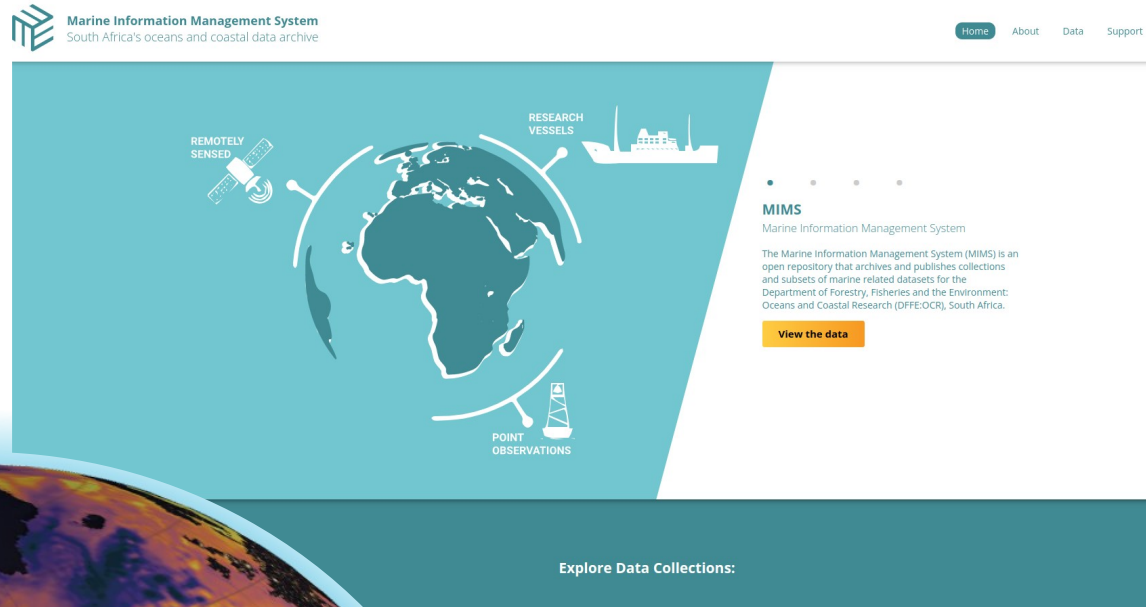 Marine Information Management System
South Africa's oceans and coastal data archive
Home
About
Data
Support
REMOTELY
SENSED
RESEARCH
VESSELS
POINT
OBSERVATIONS
MIMS
Marine Information Management System
The Marine Information Management System (MIMS) is an
open repository that archives and publishes collections
and subsets of marine related datasets for the
Department of Forestry, Fisheries and the Environment:
Oceans and Coastal Research (DFFE:OCR), South Africa.
View the data
Explore Data Collections: